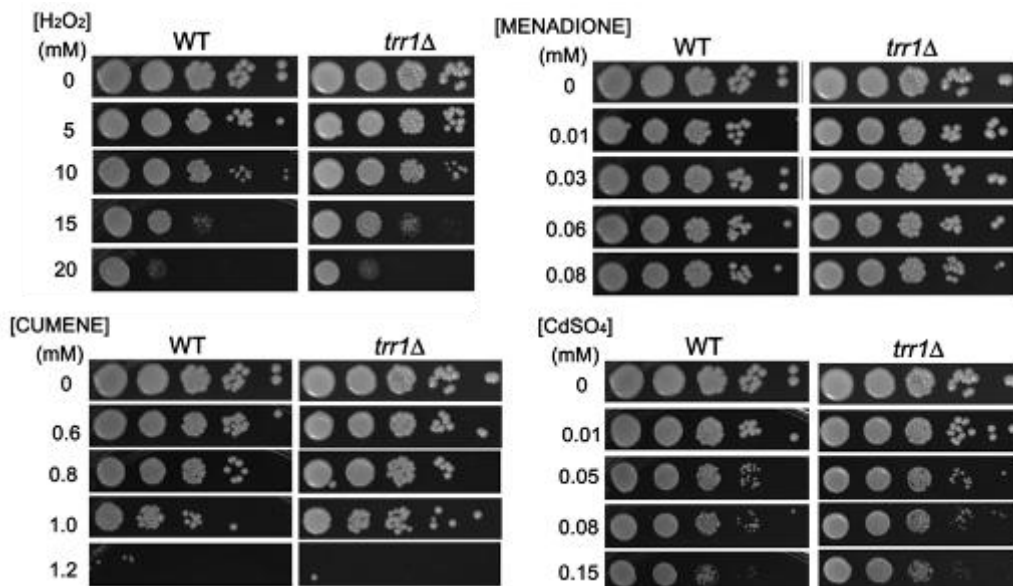 [H₂O₂]
(mM)
WT
trr1Δ
0
5
10
15
20
[MENADIONE]
(mM)
WT
trr1Δ
0
0.01
0.03
0.06
0.08
[CUMENE]
(mM)
WT
trr1Δ
0
0.6
0.8
1.0
1.2
[CdSO₄]
(mM)
WT
trr1Δ
0
0.01
0.05
0.08
0.15